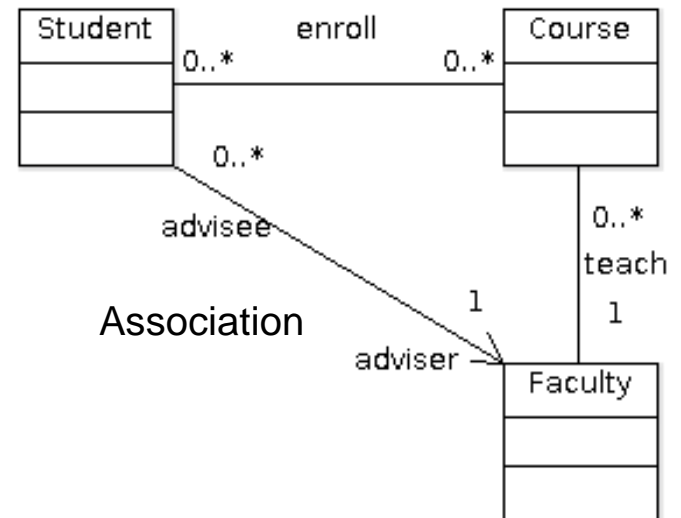 Student enroll Course
0..* 0..*
0..*
advisee
0..*
teach
1 1
Association
adviser
Faculty